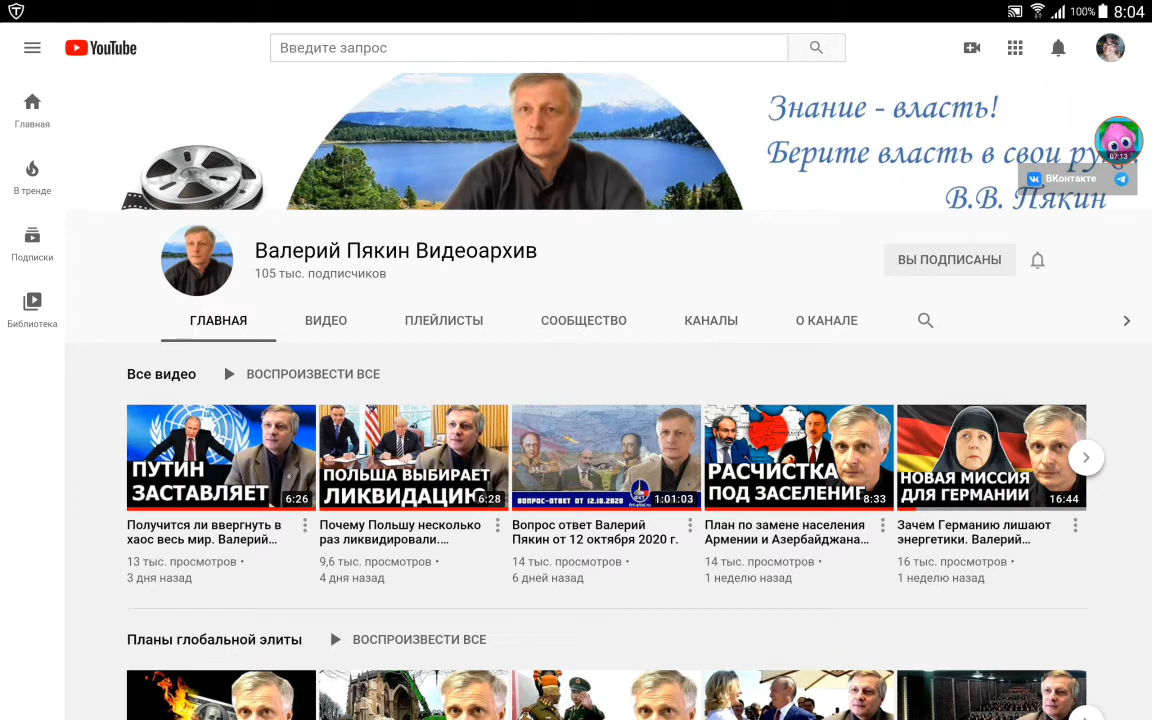 100% 8:04
YouTube
Введите запрос
Знание - власть!
Берите власть в свои
07:13
ВКонтакте
В.В. Пякин
Главная
В тренде
Подписки
Библиотека
Валерий Пякин Видеоархив
105 тыс. подписчиков
ВЫ ПОДПИСАНЫ
ГЛАВНАЯ ВИДЕО ПЛЕЙЛИСТЫ СООБЩЕСТВО КАНАЛЫ О КАНАЛЕ
Все видео ВОСПРОИЗВЕСТИ ВСЕ
ПУТИН
ЗАСТАВЛЯЕТ
6:26
Получится ли ввергнуть в
хаос весь мир. Валерий...
13 тыс. просмотров •
3 дня назад
ПОЛЬША ВЫБИРАЕТ
ЛИКВИДАЦИЮ
6:28
Почему Польшу несколько
раз ликвидировали....
9,6 тыс. просмотров •
4 дня назад
ВОПРОС-ОТВЕТ ОТ 12.10.2020
1:01:03
Вопрос ответ Валерий
Пякин от 12 октября 2020 г.
14 тыс. просмотров •
6 дней назад
РАСЧИСТКА
ПОД ЗАСЕЛЕНИЕ
8:33
План по замене населения
Армении и Азербайджана...
14 тыс. просмотров •
1 неделю назад
НОВАЯ МИССИЯ
ДЛЯ ГЕРМАНИИ
16:44
Зачем Германию лишают
энергетики. Валерий...
16 тыс. просмотров •
1 неделю назад
Планы глобальной элиты ВОСПРОИЗВЕСТИ ВСЕ